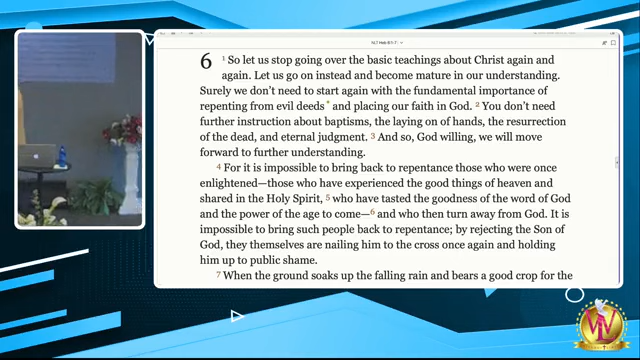 NLT Heb 6:1-7
6 1 So let us stop going over the basic teachings about Christ again and
again. Let us go on instead and become mature in our understanding.
Surely we don't need to start again with the fundamental importance of
repenting from evil deeds* and placing our faith in God. 2 You don't need
further instruction about baptisms, the laying on of hands, the resurrection
of the dead, and eternal judgment. 3 And so, God willing, we will move
forward to further understanding.
4 For it is impossible to bring back to repentance those who were once
enlightened—those who have experienced the good things of heaven and
shared in the Holy Spirit, 5 who have tasted the goodness of the word of God
and the power of the age to come—6 and who then turn away from God. It is
impossible to bring such people back to repentance; by rejecting the Son of
God, they themselves are nailing him to the cross once again and holding
him up to public shame.
7 When the ground soaks up the falling rain and bears a good crop for the